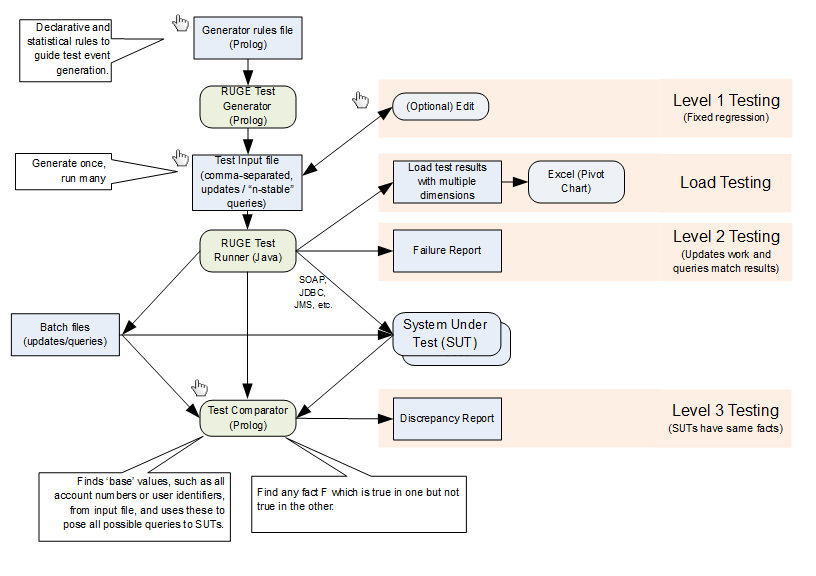 Declarative and
statistical rules to
guide test event
generation.
Generator rules file
(Prolog)
RUGE Test
Generator
(Prolog)
(Optional) Edit
Level 1 Testing
(Fixed regression)
Generate once,
run many
Test Input file
(comma-separated,
updates / “n-stable”
queries)
Load test results
with multiple
dimensions
Excel (Pivot
Chart)
Load Testing
RUGE Test
Runner (Java)
Failure Report
Level 2 Testing
(Updates work and
queries match results)
SOAP,
JDBC,
JMS, etc.
Batch files
(updates/queries)
System Under
Test (SUT)
Test Comparator
(Prolog)
Discrepancy Report
Level 3 Testing
(SUTs have same facts)
Finds ‘base’ values, such as all
account numbers or user identifiers,
from input file, and uses these to
pose all possible queries to SUTs.
Find any fact F which is true in one but not
true in the other.